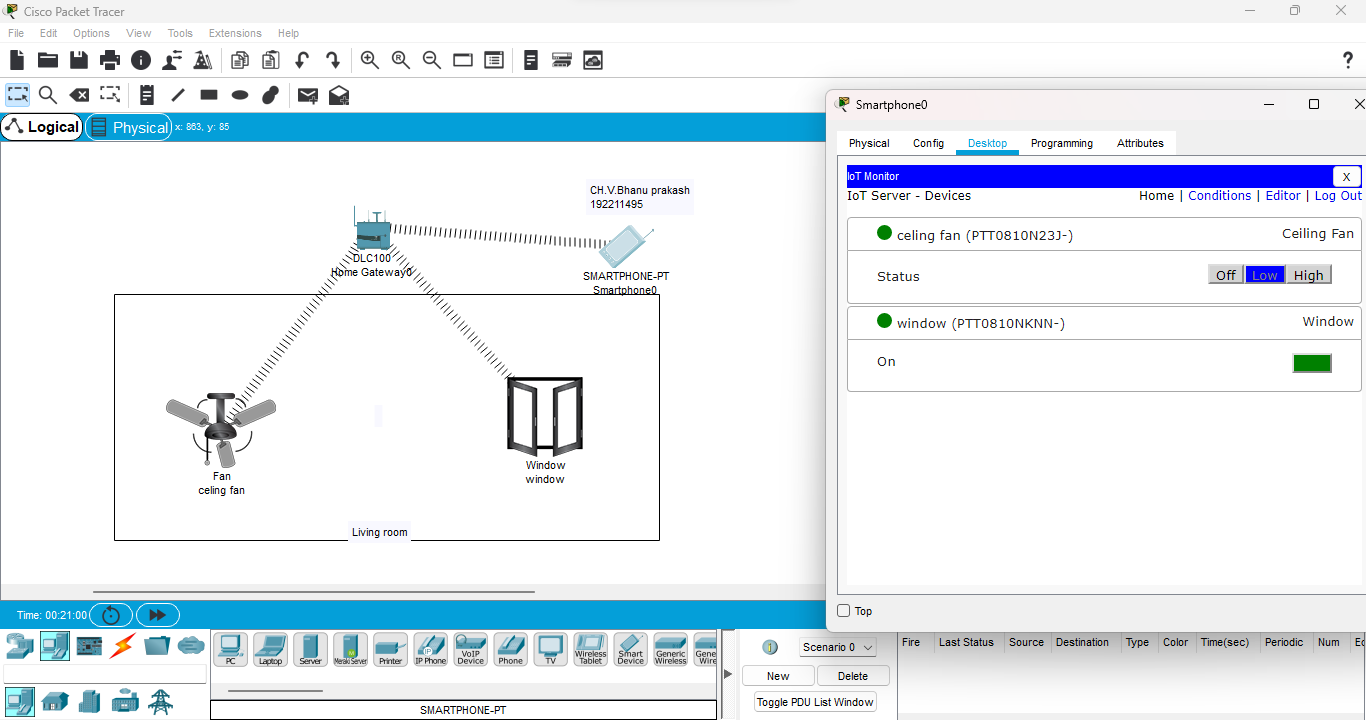 Cisco Packet Tracer
File Edit Options View Tools Extensions Help
Logical Physical x: 863, y: 85
CH.V.Bhanu prakash
192211495
DLC100
Home Gateway0
SMARTPHONE-PT
Smartphone0
Fan
celing fan
Window
window
Living room
Smartphone0
Physical Config Desktop Programming Attributes
IoT Monitor X
IoT Server - Devices Home | Conditions | Editor | Log Out
celing fan (PTT0810N23J-) Ceiling Fan
Status Off Low High
window (PTT0810NKNN-) Window
On
Top
Time: 00:21:00
PC Laptop Server Meraki Server Printer IP Phone VoIP Device Phone TV Wireless Tablet Smart Device Generic Wireless Gene Wire
SMARTPHONE-PT
Scenario 0
New Delete
Toggle PDU List Window
Fire Last Status Source Destination Type Color Time(sec) Periodic Num Ec